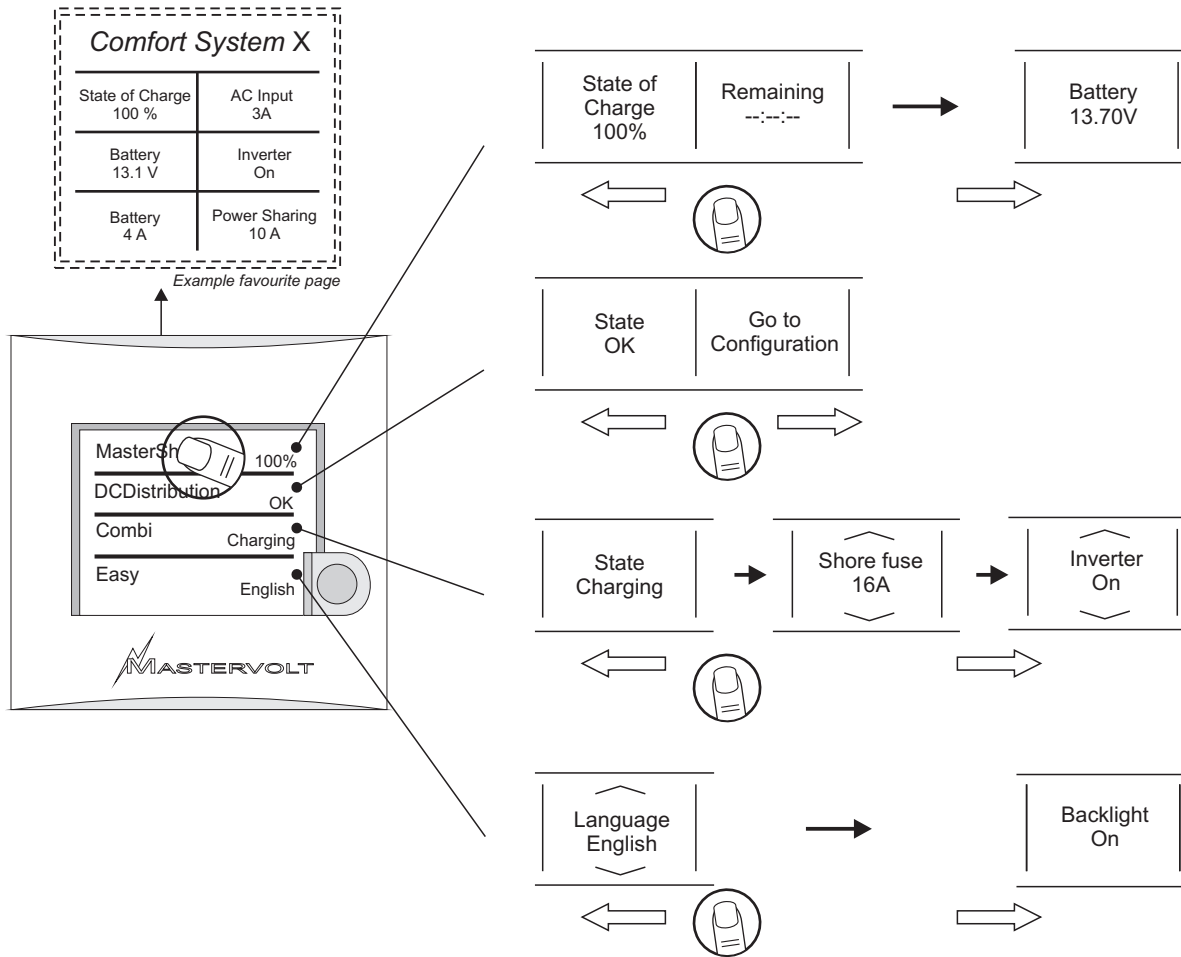 Comfort System X
State of Charge
100 %
AC Input
3A
Battery
13.1 V
Inverter
On
Battery
4 A
Power Sharing
10 A
Example favourite page
MasterSh
100%
DCDistribution
OK
Combi
Charging
Easy
English
MASTERVOLT
State of
Charge
100%
Remaining
--:--:--
Battery
13.70V
State
OK
Go to
Configuration
State
Charging
Shore fuse
16A
Inverter
On
Language
English
Backlight
On